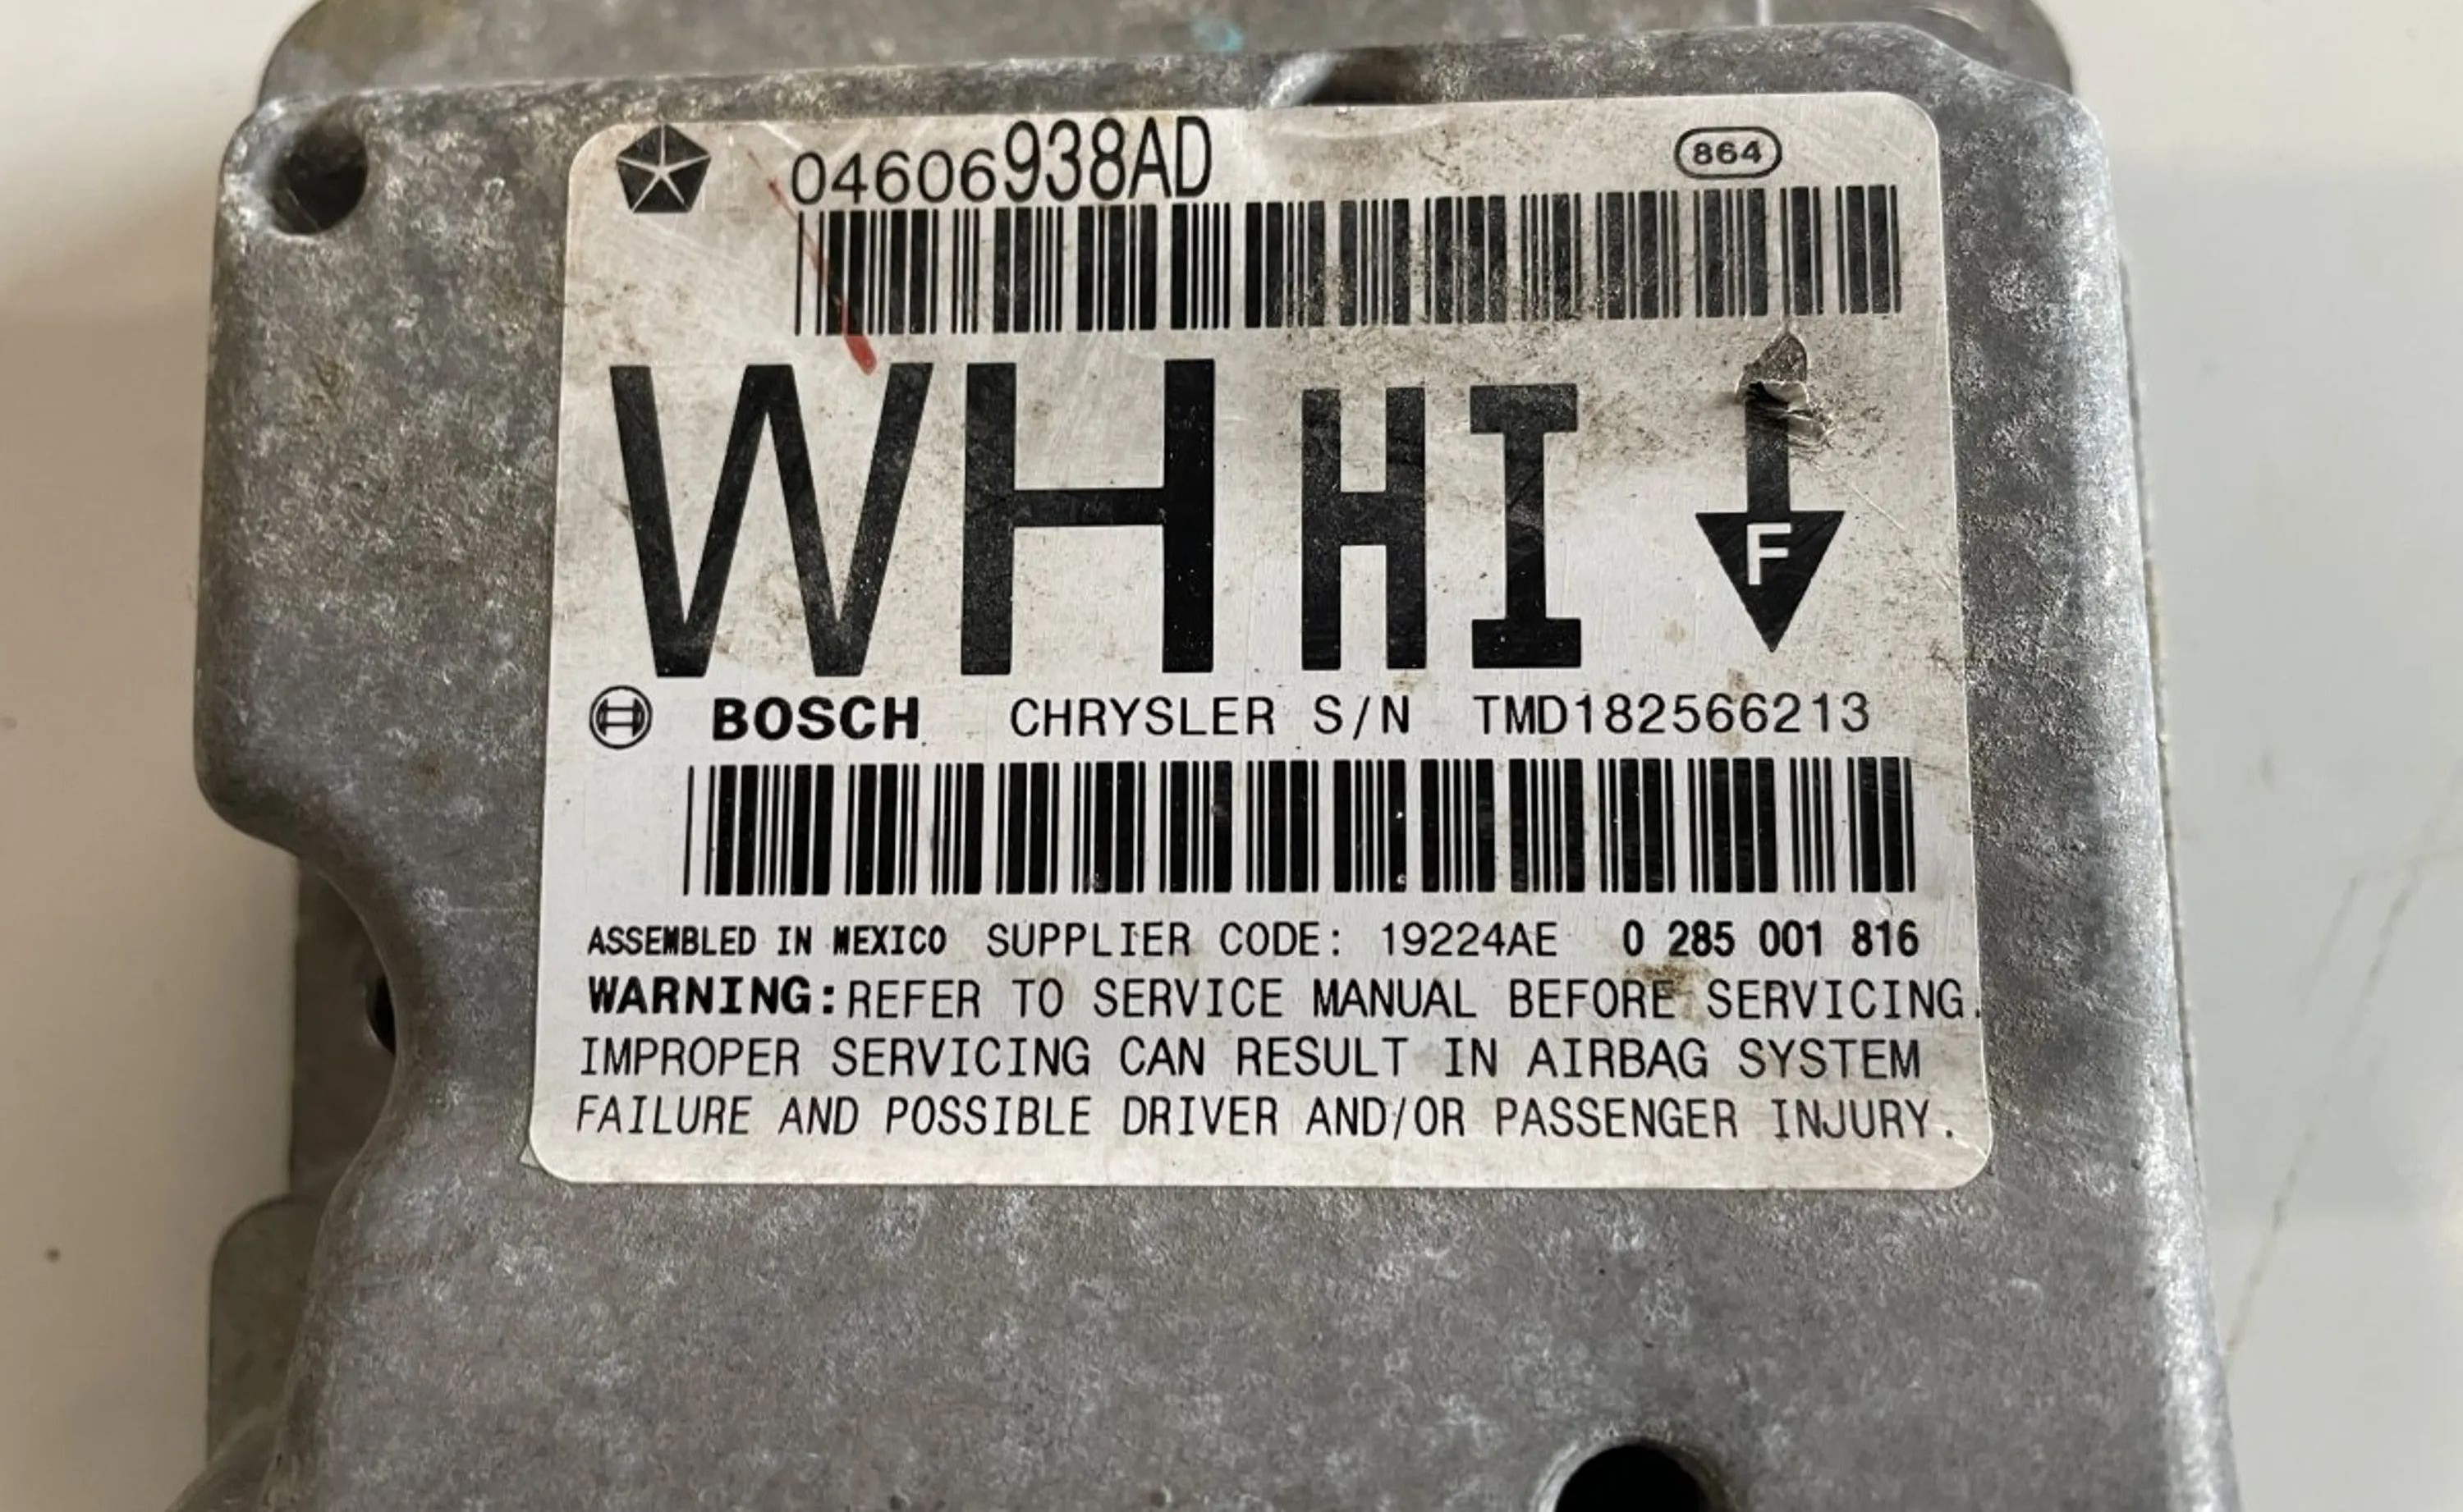 04606938AD 864
WH HI F
BOSCH CHRYSLER S/N TMD182566213
ASSEMBLED IN MEXICO SUPPLIER CODE: 19224AE 0 285 001 816
WARNING: REFER TO SERVICE MANUAL BEFORE SERVICING.
IMPROPER SERVICING CAN RESULT IN AIRBAG SYSTEM
FAILURE AND POSSIBLE DRIVER AND/OR PASSENGER INJURY.